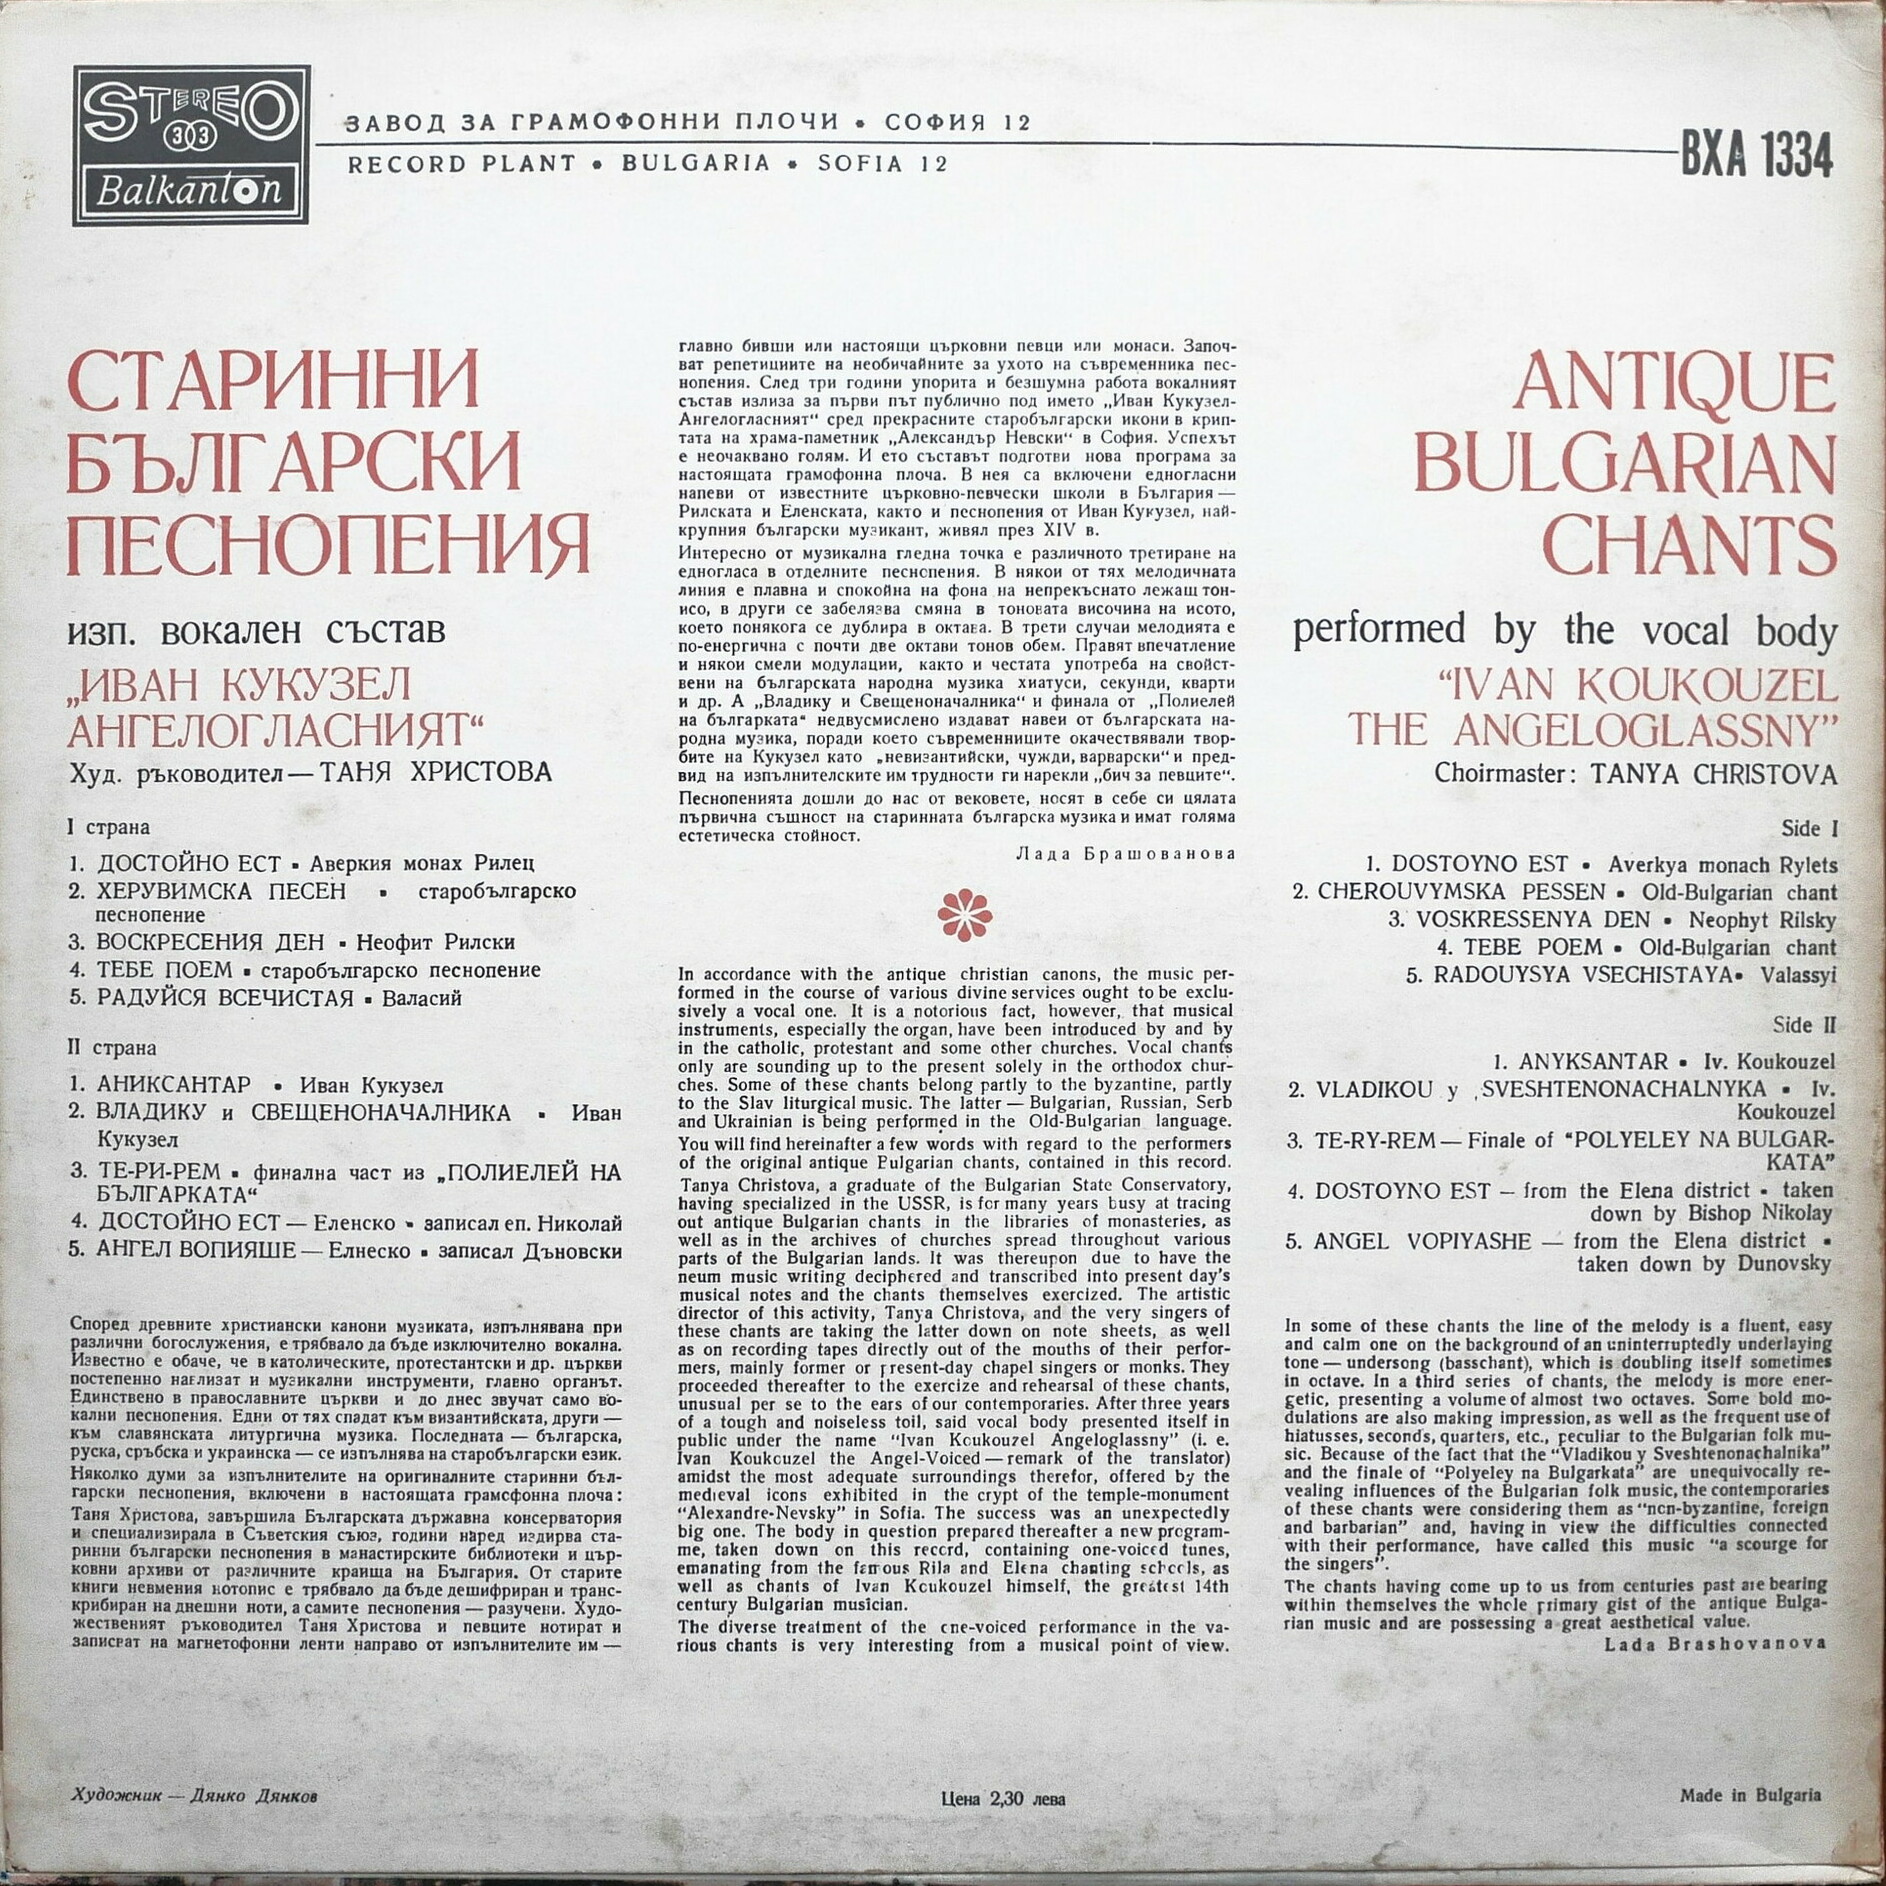 STEREO
33
Balkanton
ЗАВОД ЗА ГРАМОФОННИ ПЛОЧИ • СОФИЯ 12
RECORD PLANT • BULGARIA • SOFIA 12
ВХА 1334
СТАРИННИ
БЪЛГАРСКИ
ПЕСНОПЕНИЯ
изп. вокален състав
„ИВАН КУКУЗЕЛ
АНГЕЛОГЛАСНИЯТ“
Худ. ръководител — ТАНЯ ХРИСТОВА
I страна
1. ДОСТОЙНО ЕСТ ▪ Аверкия монах Рилец
2. ХЕРУВИМСКА ПЕСЕН ▪ старобългарско
песнопение
3. ВОСКРЕСЕНИЯ ДЕН ▪ Неофит Рилски
4. ТЕБЕ ПОЕМ ▪ старобългарско песнопение
5. РАДУЙСЯ ВСЕЧИСТАЯ ▪ Валасий
II страна
1. АНИКСАНТАР ▪ Иван Кукузел
2. ВЛАДИКУ и СВЕЩЕНОНАЧАЛНИКА ▪ Иван
Кукузел
3. ТЕ-РИ-РЕМ ▪ финална част из „ПОЛИЕЛЕЙ НА
БЪЛГАРКАТА“
4. ДОСТОЙНО ЕСТ — Еленско ▪ записал еп. Николай
5. АНГЕЛ ВОПИЯШЕ — Елнеско ▪ записал Дъновски
Според древните християнски канони музиката, изпълнявана при
различни богослужения, е трябвало да бъде изключително вокална.
Известно е обаче, че в католическите, протестантски и др. църкви
постепенно навлизат и музикални инструменти, главно органът.
Единствено в православните църкви и до днес звучат само во-
кални песнопения. Едни от тях спадат към византийската, други —
към славянската литургична музика. Последната — българска,
руска, сръбска и украинска — се изпълнява на старобългарски език.
Няколко думи за изпълнителите на оригиналните старинни бъл-
гарски песнопения, включени в настоящата грамофонна плоча:
Таня Христова, завършила Българската държавна консерватория
и специализирала в Съветския съюз, години наред издирва ста-
ринни български песнопения в манастирските библиотеки и цър-
ковни архиви от различните краища на България. От старите
книги невмения нотопис е трябвало да бъде дешифриран и транс-
крибиран на днешни ноти, а самите песнопения — разучени. Худо-
жественият ръководител Таня Христова и певците нотират и
записват на магнетофонни ленти направо от изпълнителите им —
главно бивши или настоящи църковни певци или монаси. Започ-
ват репетициите на необичайните за ухото на съвременника пес-
нопения. След три години упорита и безшумна работа вокалният
състав излиза за първи път публично под името „Иван Кукузел-
Ангелогласният“ сред прекрасните старобългарски икони в крип-
тата на храма-паметник „Александър Невски“ в София. Успехът
е неочаквано голям. И ето съставът подготви нова програма за
настоящата грамофонна плоча. В нея са включени едногласни
напеви от известните църковно-певчески школи в България —
Рилската и Еленската, както и песнопения от Иван Кукузел, най-
крупния български музикант, живял през XIV в.
Интересно от музикална гледна точка е различното третиране на
едногласа в отделните песнопения. В някои от тях мелодичната
линия е плавна и спокойна на фона на непрекъснато лежащ тон-
исо, в други се забелязва смяна в тоновата височина на исото,
което понякога се дублира в октава. В трети случаи мелодията е
по-енергична с почти две октави тонов обем. Правят впечатление
и някои смели модулации, както и честата употреба на свойст-
вени на българската народна музика хиатуси, секунди, кварти
и др. А „Владику и Свещеноначалника“ и финала от „Полиелей
на българката“ недвусмислено издават навеи от българската на-
родна музика, поради което съвременниците окачествявали твор-
бите на Кукузел като „невизантийски, чужди, варварски“ и пред-
вид на изпълнителските им трудности ги нарекли „бич за певците“.
Песнопенията дошли до нас от вековете, носят в себе си цялата
първична същност на старинната българска музика и имат голяма
естетическа стойност.
Лада Брашованова
In accordance with the antique christian canons, the music per-
formed in the course of various divine services ought to be exclu-
sively a vocal one. It is a notorious fact, however, that musical
instruments, especially the organ, have been introduced by and by
in the catholic, protestant and some other churches. Vocal chants
only are sounding up to the present solely in the orthodox chur-
ches. Some of these chants belong partly to the byzantine, partly
to the Slav liturgical music. The latter — Bulgarian, Russian, Serb
and Ukrainian is being performed in the Old-Bulgarian language.
You will find hereinafter a few words with regard to the performers
of the original antique Bulgarian chants, contained in this record.
Tanya Christova, a graduate of the Bulgarian State Conservatory,
having specialized in the USSR, is for many years busy at tracing
out antique Bulgarian chants in the libraries of monasteries, as
well as in the archives of churches spread throughout various
parts of the Bulgarian lands. It was thereupon due to have the
neum music writing deciphered and transcribed into present day's
musical notes and the chants themselves exercized. The artistic
director of this activity, Tanya Christova, and the very singers of
these chants are taking the latter down on note sheets, as well
as on recording tapes directly out of the mouths of their perfor-
mers, mainly former or present-day chapel singers or monks. They
proceeded thereafter to the exercize and rehearsal of these chants,
unusual per se to the ears of our contemporaries. After three years
of a tough and noiseless toil, said vocal body presented itself in
public under the name “Ivan Koukouzel Angeloglassny” (i. e.
Ivan Koukouzel the Angel-Voiced — remark of the translator)
amidst the most adequate surroundings therefor, offered by the
medieval icons exhibited in the crypt of the temple-monument
“Alexandre-Nevsky” in Sofia. The success was an unexpectedly
big one. The body in question prepared thereafter a new program-
me, taken down on this record, containing one-voiced tunes,
emanating from the famous Rila and Elena chanting schools, as
well as chants of Ivan Koukouzel himself, the greatest 14th
century Bulgarian musician.
The diverse treatment of the one-voiced performance in the va-
rious chants is very interesting from a musical point of view.
ANTIQUE
BULGARIAN
CHANTS
performed by the vocal body
“IVAN KOUKOUZEL
THE ANGELOGLASSNY”
Choirmaster: TANYA CHRISTOVA
Side I
1. DOSTOYNO EST ▪ Averkya monach Rylets
2. CHEROUVYMSKA PESSEN ▪ Old-Bulgarian chant
3. VOSKRESSENYA DEN ▪ Neophyt Rilsky
4. TEBE POEM ▪ Old-Bulgarian chant
5. RADOUYSYA VSECHISTAYA ▪ Valassyi
Side II
1. ANYKSANTAR ▪ Iv. Koukouzel
2. VLADIKOU y SVESHTENONACHALNYKA ▪ Iv.
Koukouzel
3. TE-RY-REM — Finale of “POLYELEY NA BULGAR-
KATA”
4. DOSTOYNO EST — from the Elena district ▪ taken
down by Bishop Nikolay
5. ANGEL VOPIYASHE — from the Elena district ▪
taken down by Dunovsky
In some of these chants the line of the melody is a fluent, easy
and calm one on the background of an uninterruptedly underlaying
tone — undersong (basschant), which is doubling itself sometimes
in octave. In a third series of chants, the melody is more ener-
getic, presenting a volume of almost two octaves. Some bold mo-
dulations are also making impression, as well as the frequent use of
hiatusses, seconds, quarters, etc., peculiar to the Bulgarian folk mu-
sic. Because of the fact that the “Vladikou y Sveshtenonachalnika”
and the finale of “Polyeley na Bulgarkata” are unequivocally re-
vealing influences of the Bulgarian folk music, the contemporaries
of these chants were considering them as “non-byzantine, foreign
and barbarian” and, having in view the difficulties connected
with their performance, have called this music “a scourge for
the singers”.
The chants having come up to us from centuries past are bearing
within themselves the whole primary gist of the antique Bulga-
rian music and are possessing a great aesthetical value.
Lada Brashovanova
Художник — Дянко Дянков
Цена 2,30 лева
Made in Bulgaria